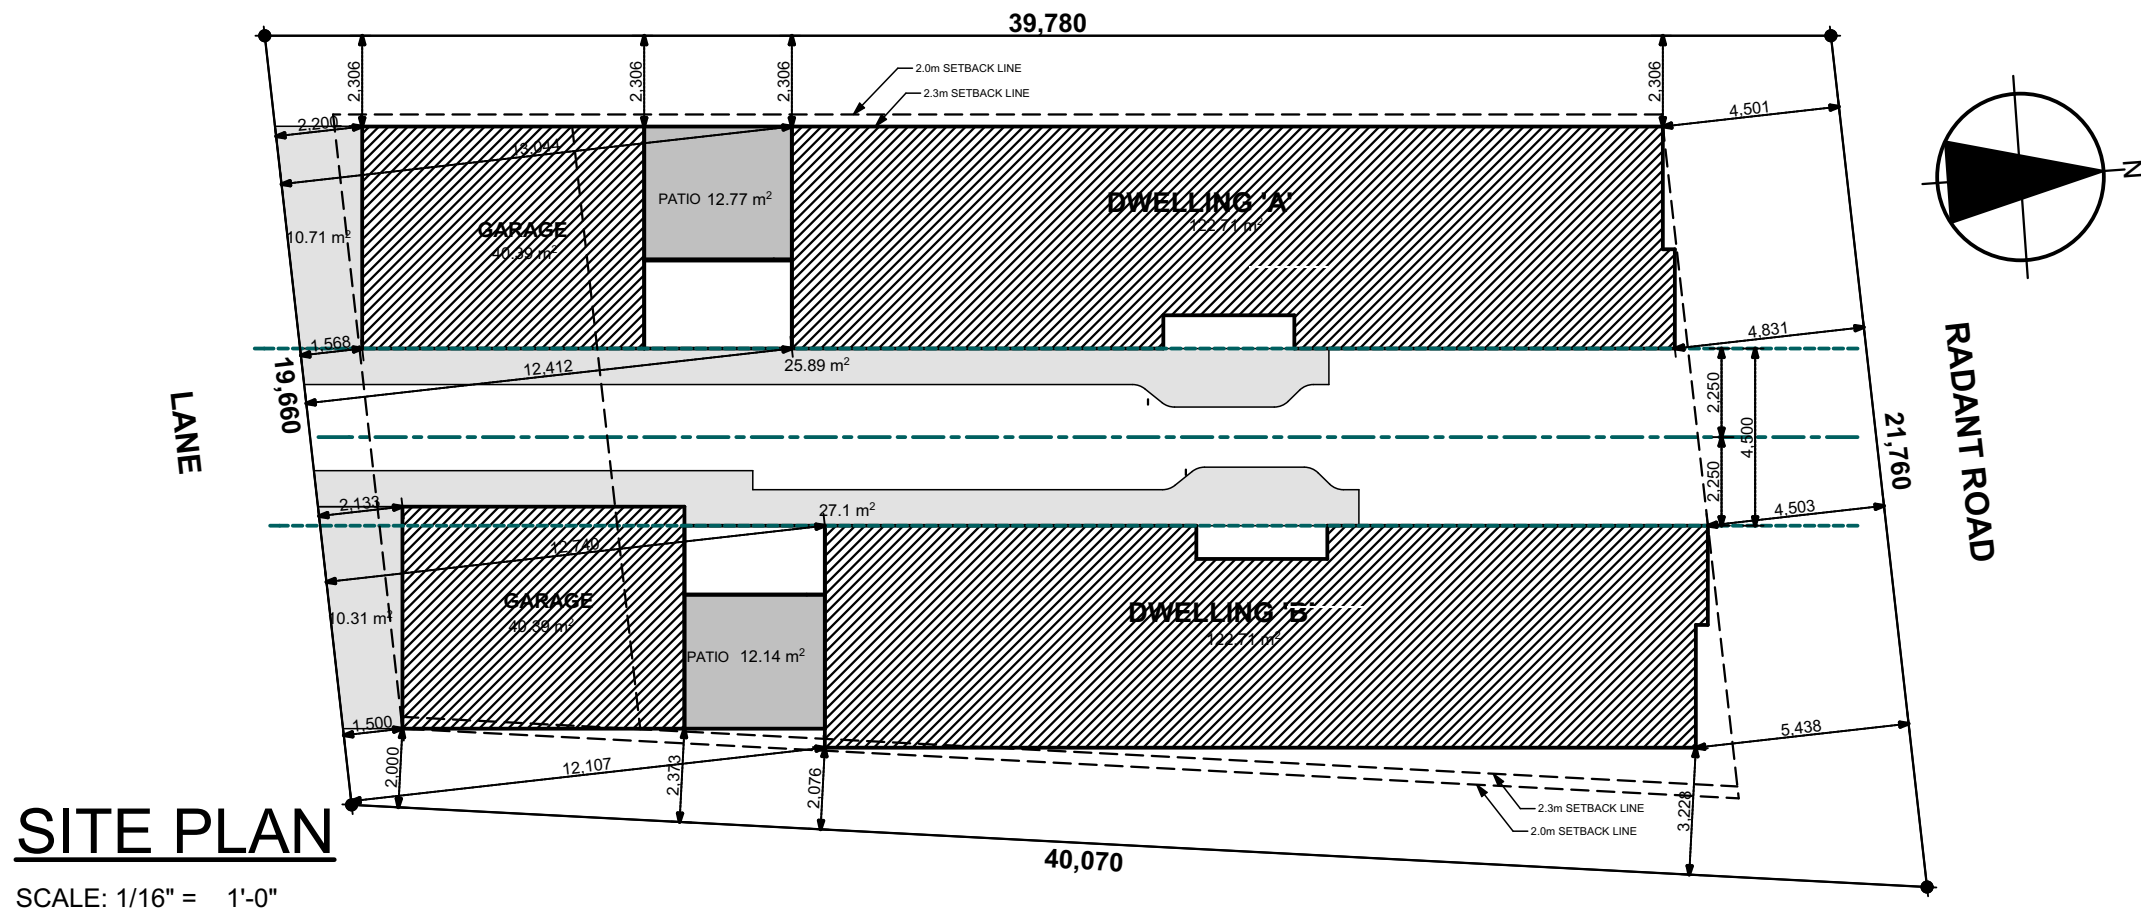 39,780
2,306
2,306
2,306
2,306
2.0m SETBACK LINE
2.3m SETBACK LINE
4,501
2,200
13,044
N
PATIO 12.77 m²
DWELLING 'A'
122.71 m²
GARAGE
40.39 m²
10.71 m²
1,568
12,412
25.89 m²
4,831
19,660
LANE
2,250
4,500
2,250
21,760
RADANT ROAD
2,133
27.1 m²
4,503
12,740
GARAGE
40.39 m²
10.31 m²
DWELLING 'B'
122.71 m²
PATIO 12.14 m²
1,500
5,438
2,000
12,107
2,373
2,076
3,228
2.3m SETBACK LINE
2.0m SETBACK LINE
40,070
SITE PLAN
SCALE: 1/16" = 1'-0"